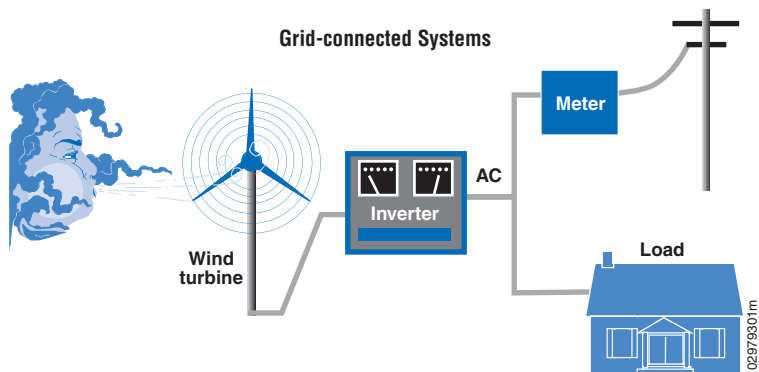 Grid-connected Systems
Meter
AC
Inverter
Wind
turbine
Load
02979301m